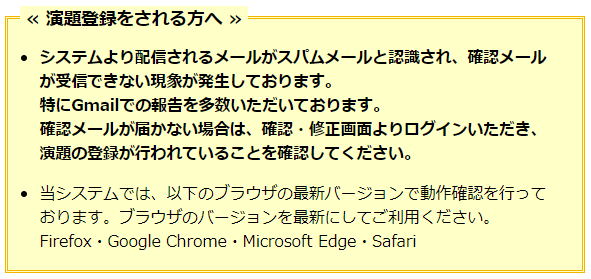 « 演題登録をされる方へ »
• システムより配信されるメールがスパムメールと認識され、確認メール
が受信できない現象が発生しております。
特にGmailでの報告を多数いただいております。
確認メールが届かない場合は、確認・修正画面よりログインいただき、
演題の登録が行われていることを確認してください。
• 当システムでは、以下のブラウザの最新バージョンで動作確認を行って
おります。ブラウザのバージョンを最新にしてご利用ください。
Firefox・Google Chrome・Microsoft Edge・Safari